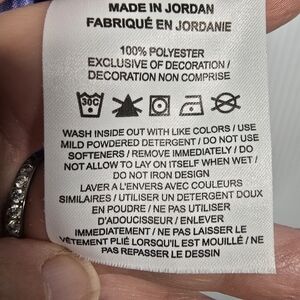 MADE IN JORDAN
FABRIQUÉ EN JORDANIE
100% POLYESTER
EXCLUSIVE OF DECORATION /
DECORATION NON COMPRISE
30C
WASH INSIDE OUT WITH LIKE COLORS / USE
MILD POWDERED DETERGENT / DO NOT USE
SOFTENERS / REMOVE IMMEDIATELY / DO
NOT ALLOW TO LAY ON ITSELF WHEN WET /
DO NOT IRON DESIGN
LAVER A L'ENVERS AVEC COULEURS
SIMILAIRES / UTILISER UN DETERGENT DOUX
EN POUDRE / NE PAS UTILISER
D'ADOUCISSEUR / ENLEVER
IMMEDIATEMENT / NE PAS LAISSER LE
VÊTEMENT PLIÉ LORSQU'IL EST MOUILLÉ / NE
PAS REPASSER LE DESSIN